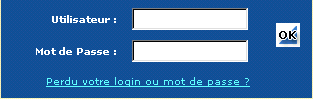 Utilisateur :
OK
Mot de Passe :
Perdu votre login ou mot de passe ?